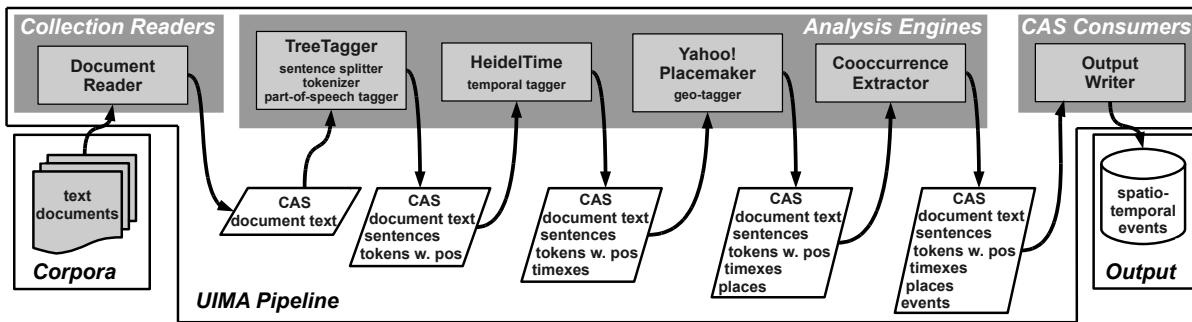 Collection Readers
Analysis Engines
CAS Consumers
Document
Reader
TreeTagger
sentence splitter
tokenizer
part-of-speech tagger
HeidelTime
temporal tagger
Yahoo!
Placemaker
geo-tagger
Cooccurrence
Extractor
Output
Writer
text
documents
Corpora
CAS
document text
CAS
document text
sentences
tokens w. pos
CAS
document text
sentences
tokens w. pos
timexes
CAS
document text
sentences
tokens w. pos
timexes
places
CAS
document text
sentences
tokens w. pos
timexes
places
events
spatio-
temporal
events
Output
UIMA Pipeline